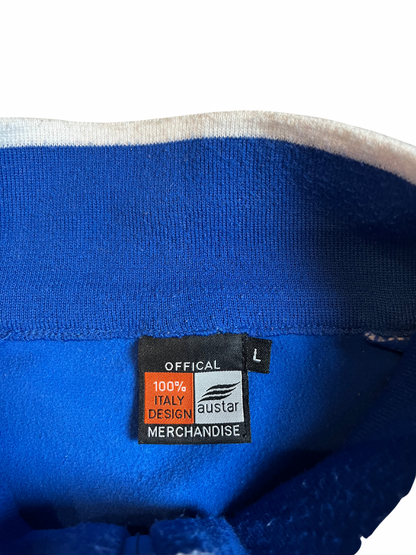 OFFICAL
100%
ITALY
DESIGN
austar
MERCHANDISE
L